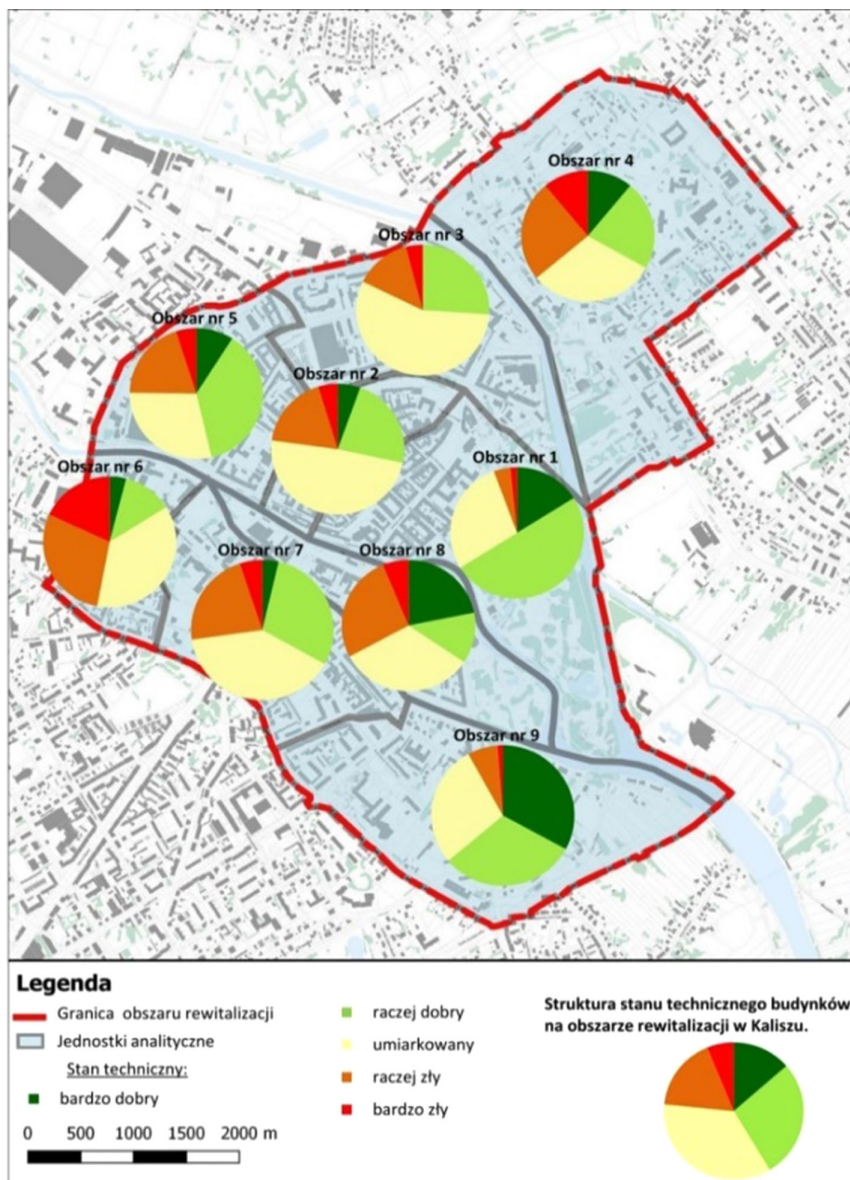 Obszar nr 4
Obszar nr 3
Obszar nr 5
Obszar nr 2
Obszar nr 1
Obszar nr 6
Obszar nr 7
Obszar nr 8
Obszar nr 9
Legenda
Granica obszaru rewitalizacji
Jednostki analityczne
Stan techniczny:
bardzo dobry
0 500 1000 1500 2000 m
raczej dobry
umiarkowany
raczej zły
bardzo zły
Struktura stanu technicznego budynków
na obszarze rewitalizacji w Kaliszu.